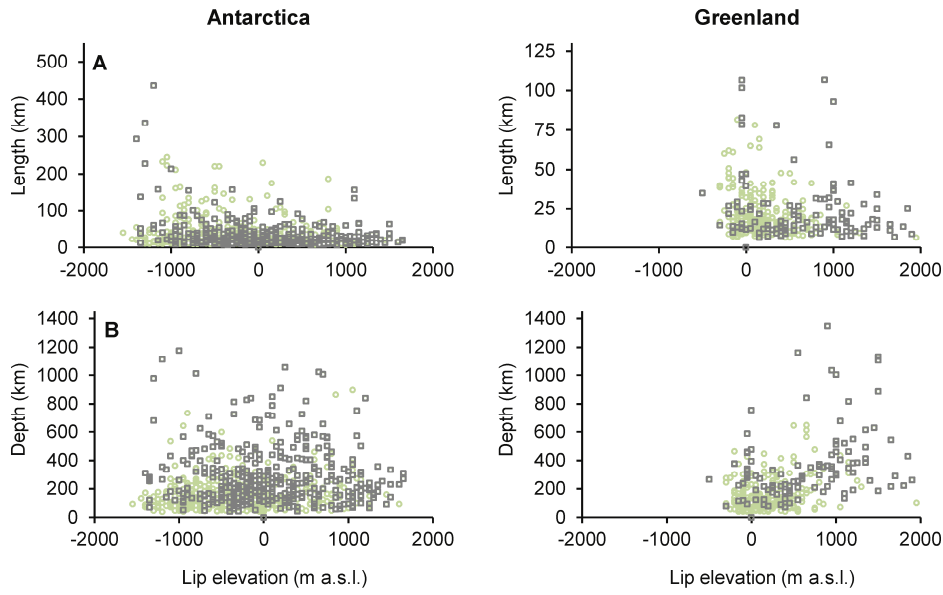 Antarctica
Greenland
A
500
400
300
200
100
0
Length (km)
-2000 -1000 0 1000 2000
125
100
75
50
25
0
Length (km)
-2000 -1000 0 1000 2000
B
1400
1200
1000
800
600
400
200
0
Depth (km)
-2000 -1000 0 1000 2000
Lip elevation (m a.s.l.)
1400
1200
1000
800
600
400
200
0
Depth (km)
-2000 -1000 0 1000 2000
Lip elevation (m a.s.l.)